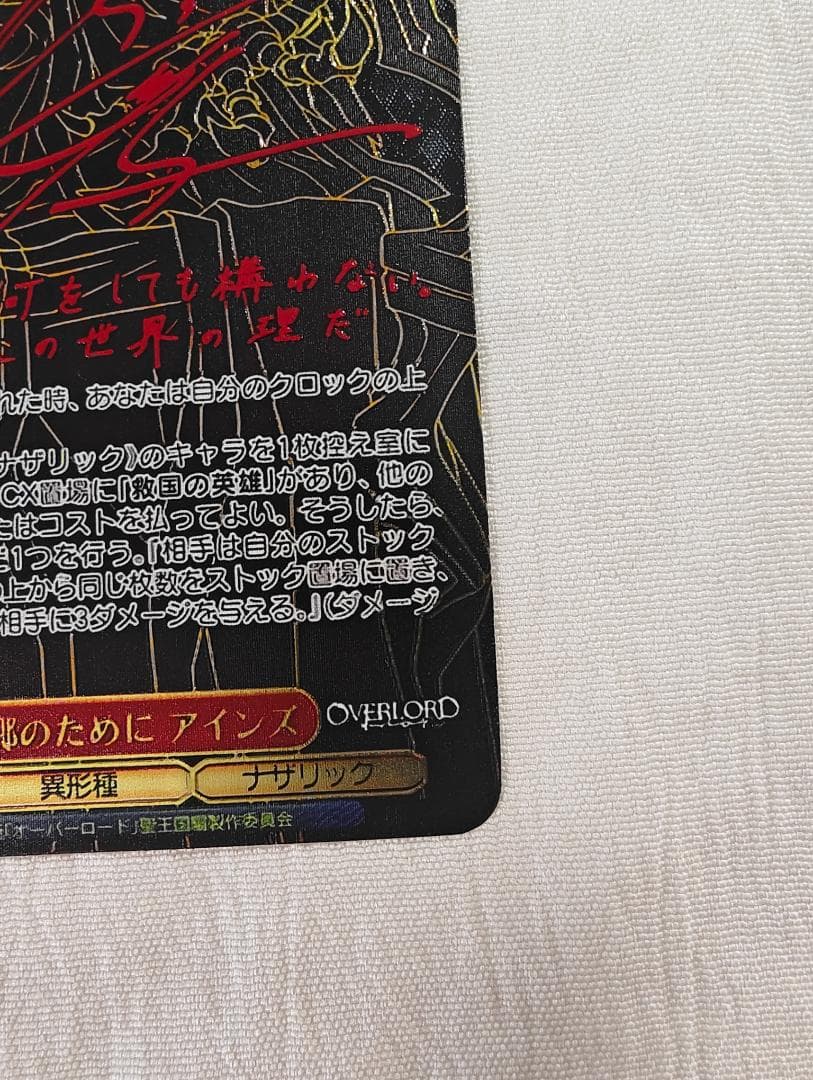 をしても構わない。
の世界の理だ
れた時、あなたは自分のクロックの上
ナザリック》のキャラを1枚控え室に
CX置場に「救国の英雄」があり、他の
たはコストを払ってよい。そうしたら、
1つを行う。『相手は自分のストック
上から同じ枚数をストック置場に置き、
相手に3ダメージを与える。』(ダメージ
のために アインズ
OVERLORD
異形種 ナザリック
「オーバーロード」聖王国編製作委員会